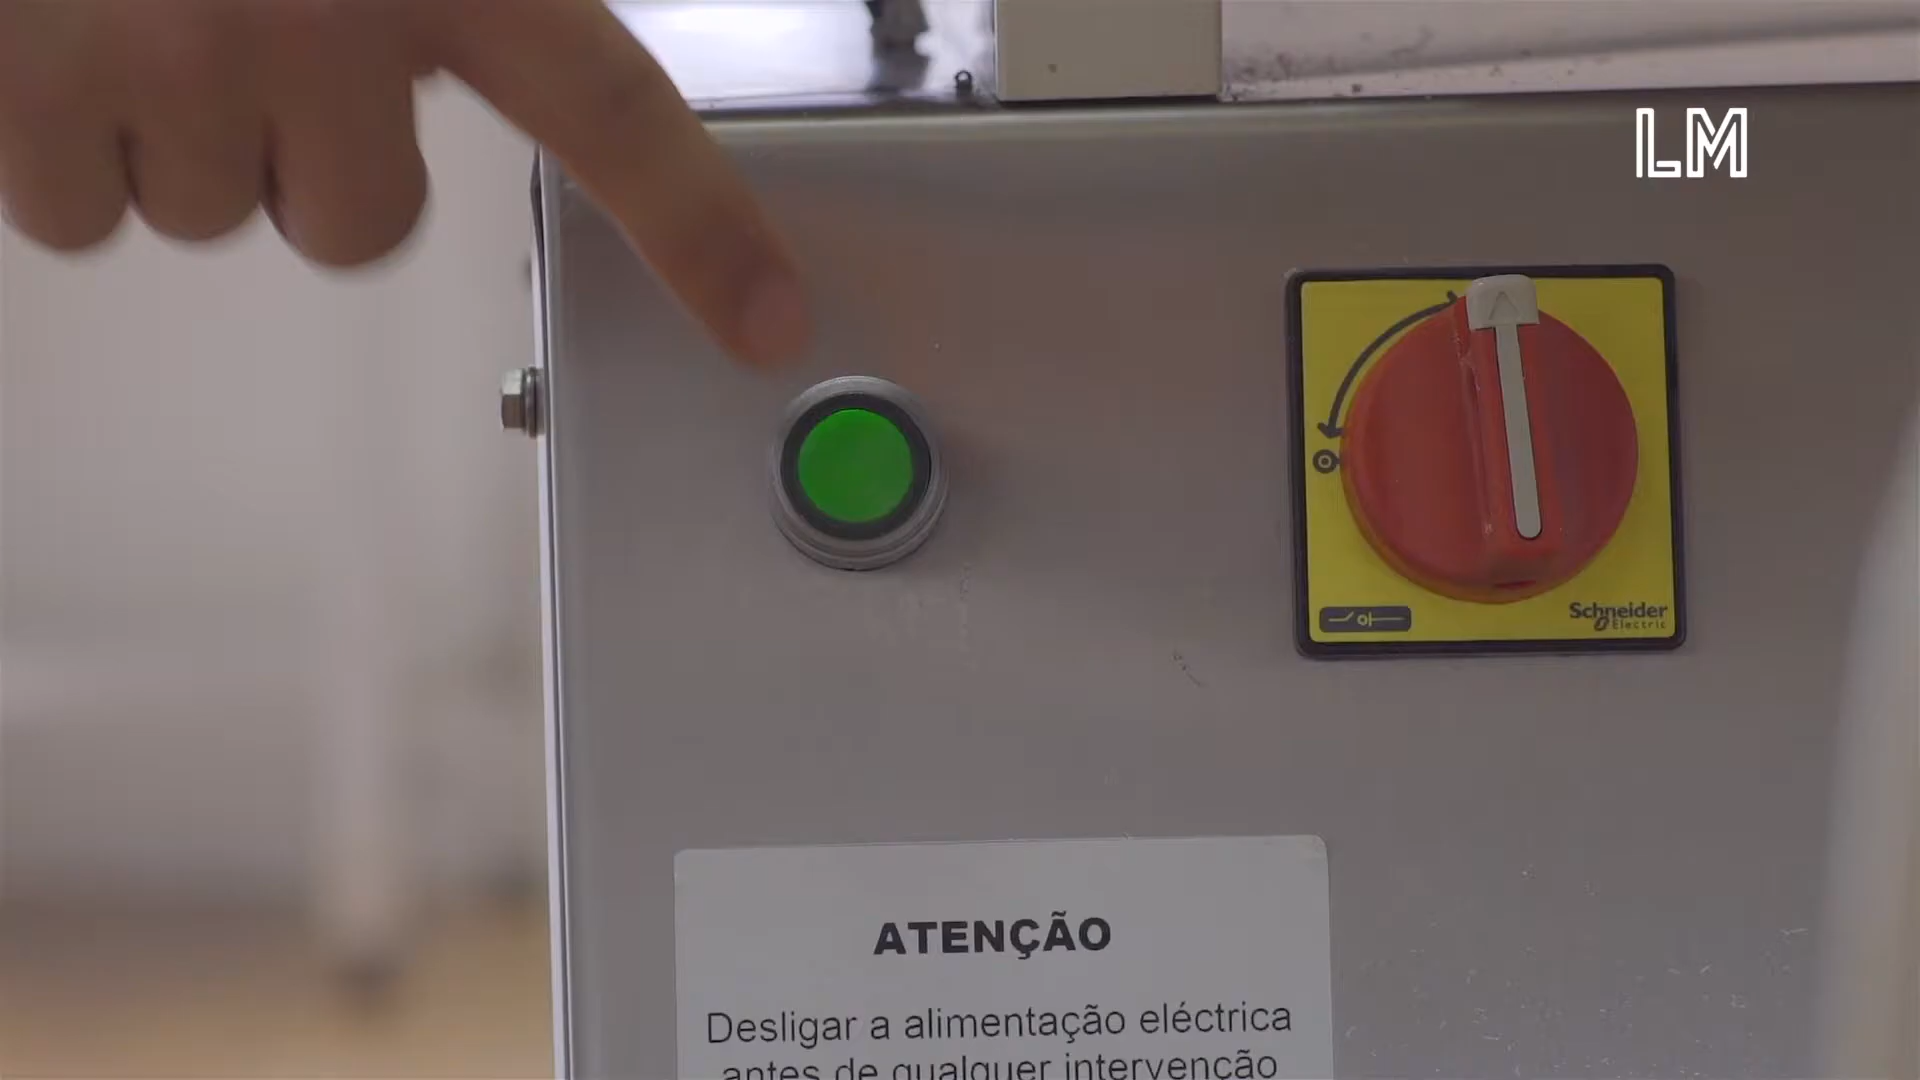 LM
Schneider
Electric
ATENÇÃO
Desligar a alimentação eléctrica
antes de qualquer intervenção